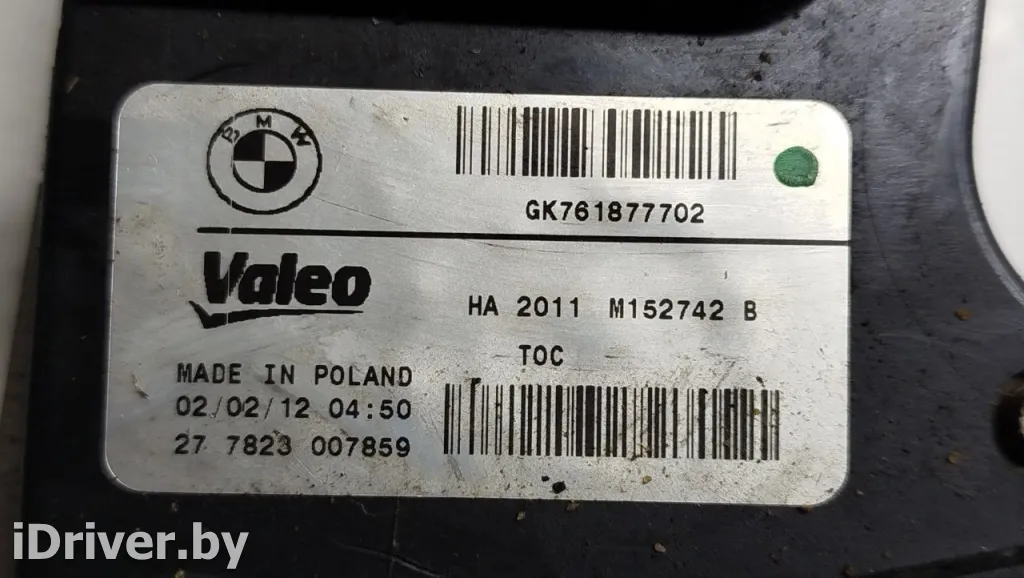 BMW
GK761877702
Valeo
HA 2011 M152742 B
TOC
MADE IN POLAND
02/02/12 04:50
27 7823 007859
iDriver.by